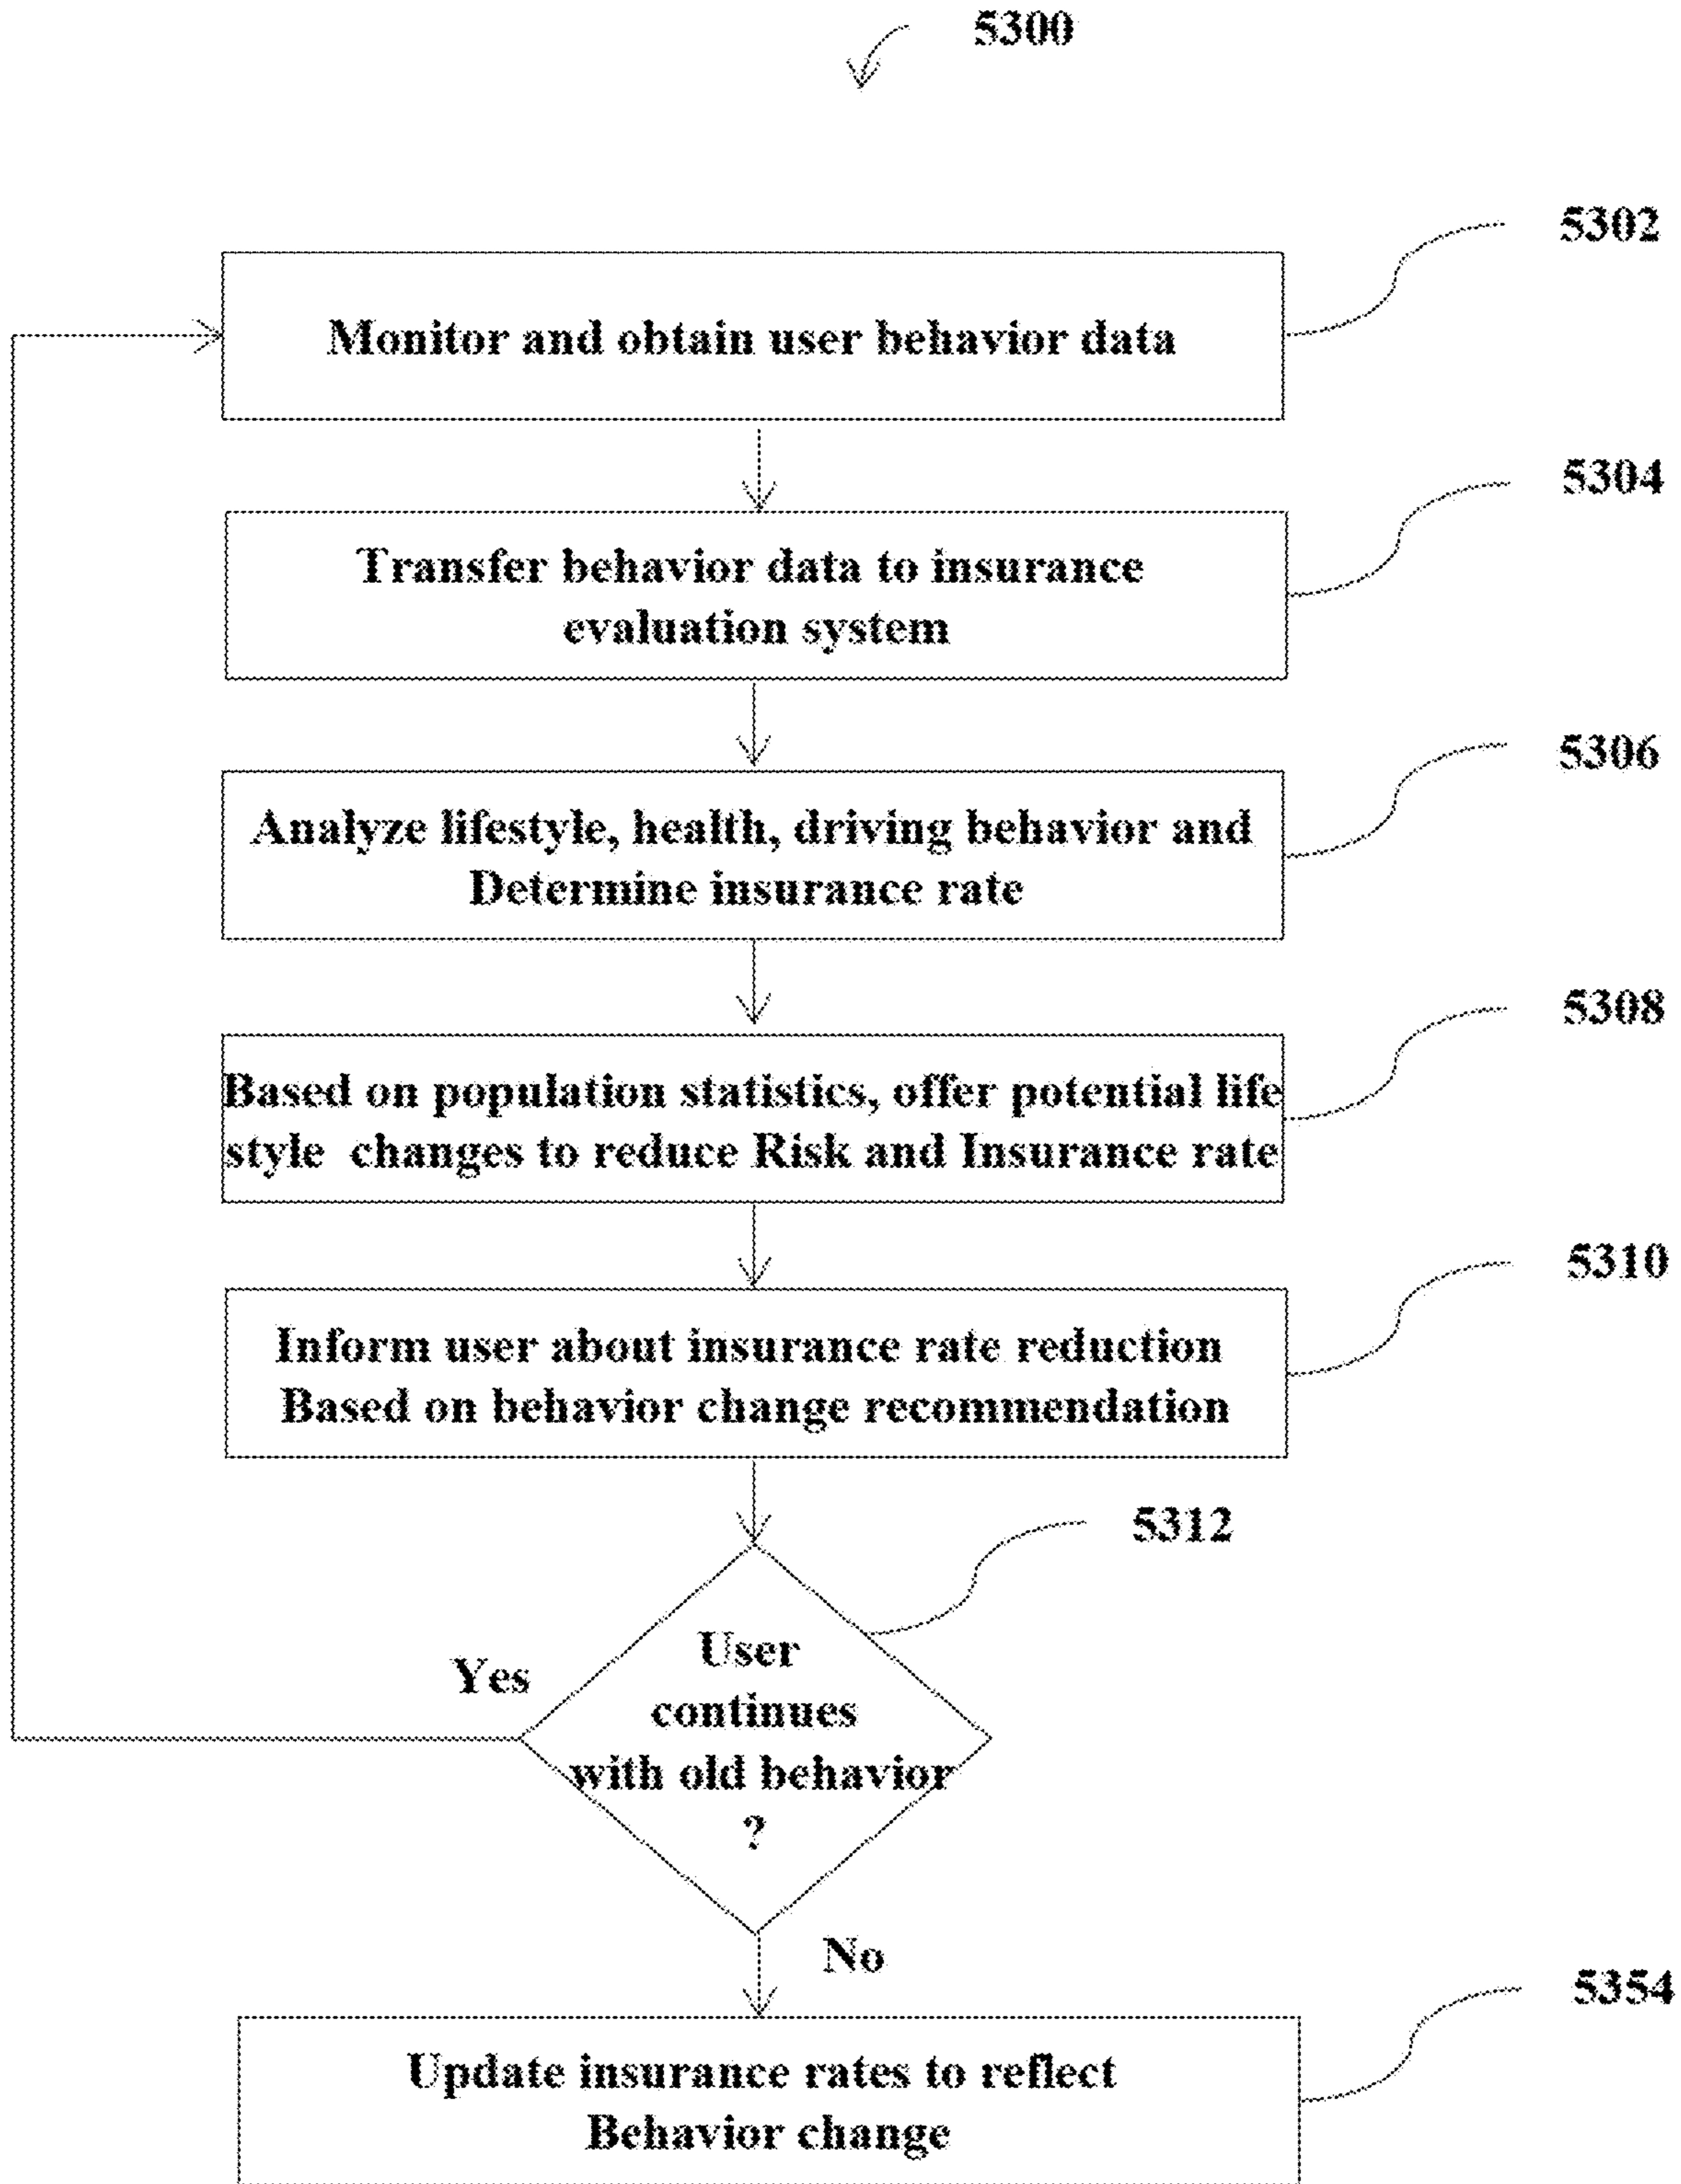 5300
5302
Monitor and obtain user behavior data
5304
Transfer behavior data to insurance
evaluation system
5306
Analyze lifestyle, health, driving behavior and
Determine insurance rate
5308
Based on population statistics, offer potential life
style changes to reduce Risk and Insurance rate
5310
Inform user about insurance rate reduction
Based on behavior change recommendation
5312
User
continues
with old behavior
?
Yes
No
5354
Update insurance rates to reflect
Behavior change